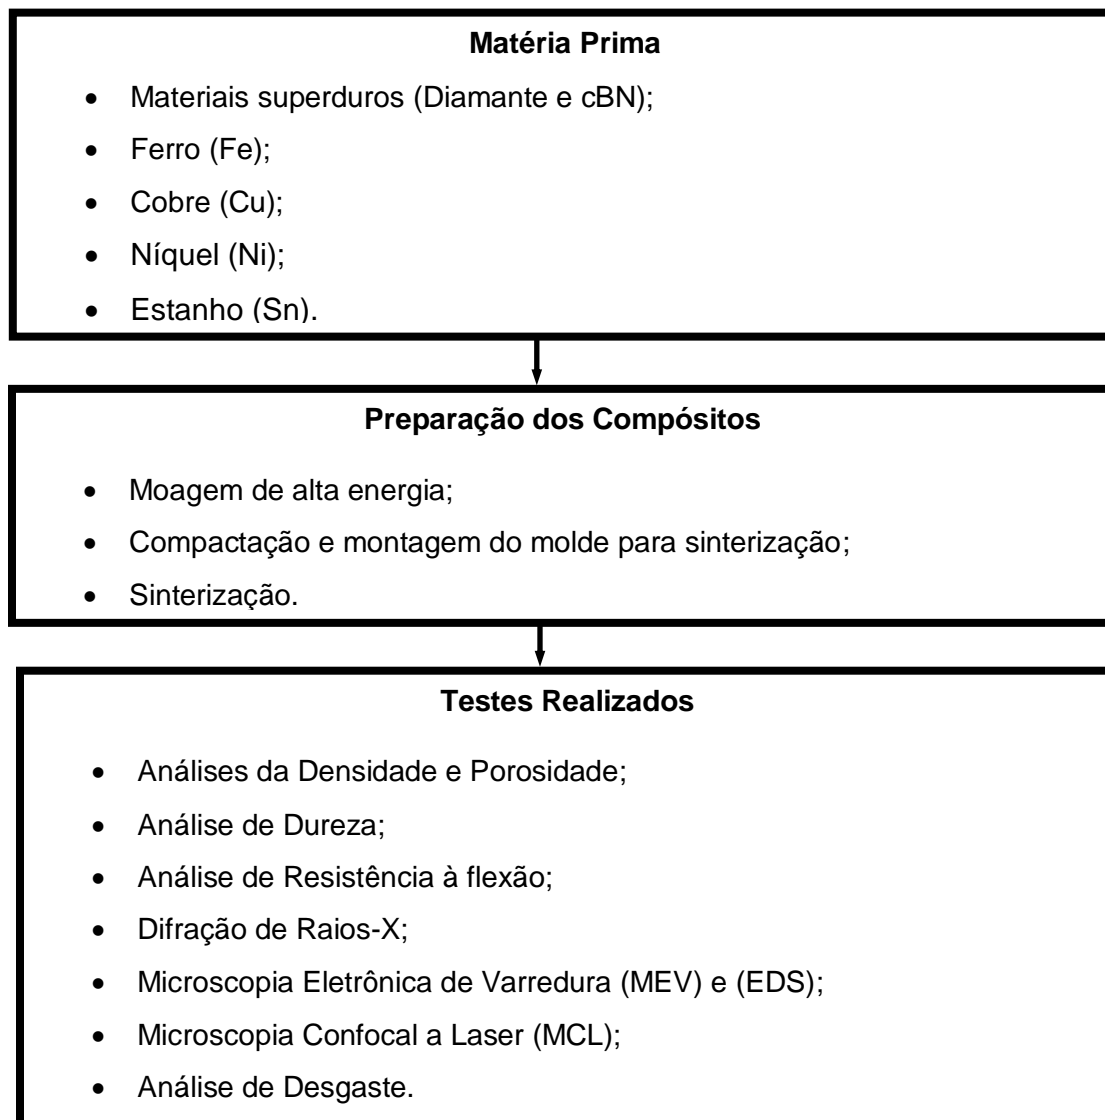 Matéria Prima
• Materiais superduros (Diamante e cBN);
• Ferro (Fe);
• Cobre (Cu);
• Níquel (Ni);
• Estanho (Sn).
Preparação dos Compósitos
• Moagem de alta energia;
• Compactação e montagem do molde para sinterização;
• Sinterização.
Testes Realizados
• Análises da Densidade e Porosidade;
• Análise de Dureza;
• Análise de Resistência à flexão;
• Difração de Raios-X;
• Microscopia Eletrônica de Varredura (MEV) e (EDS);
• Microscopia Confocal a Laser (MCL);
• Análise de Desgaste.